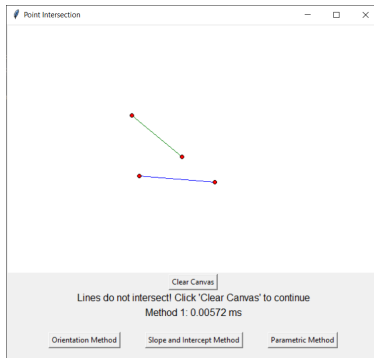 Point Intersection
Clear Canvas
Lines do not intersect! Click 'Clear Canvas' to continue
Method 1: 0.00572 ms
Orientation Method Slope and Intercept Method Parametric Method